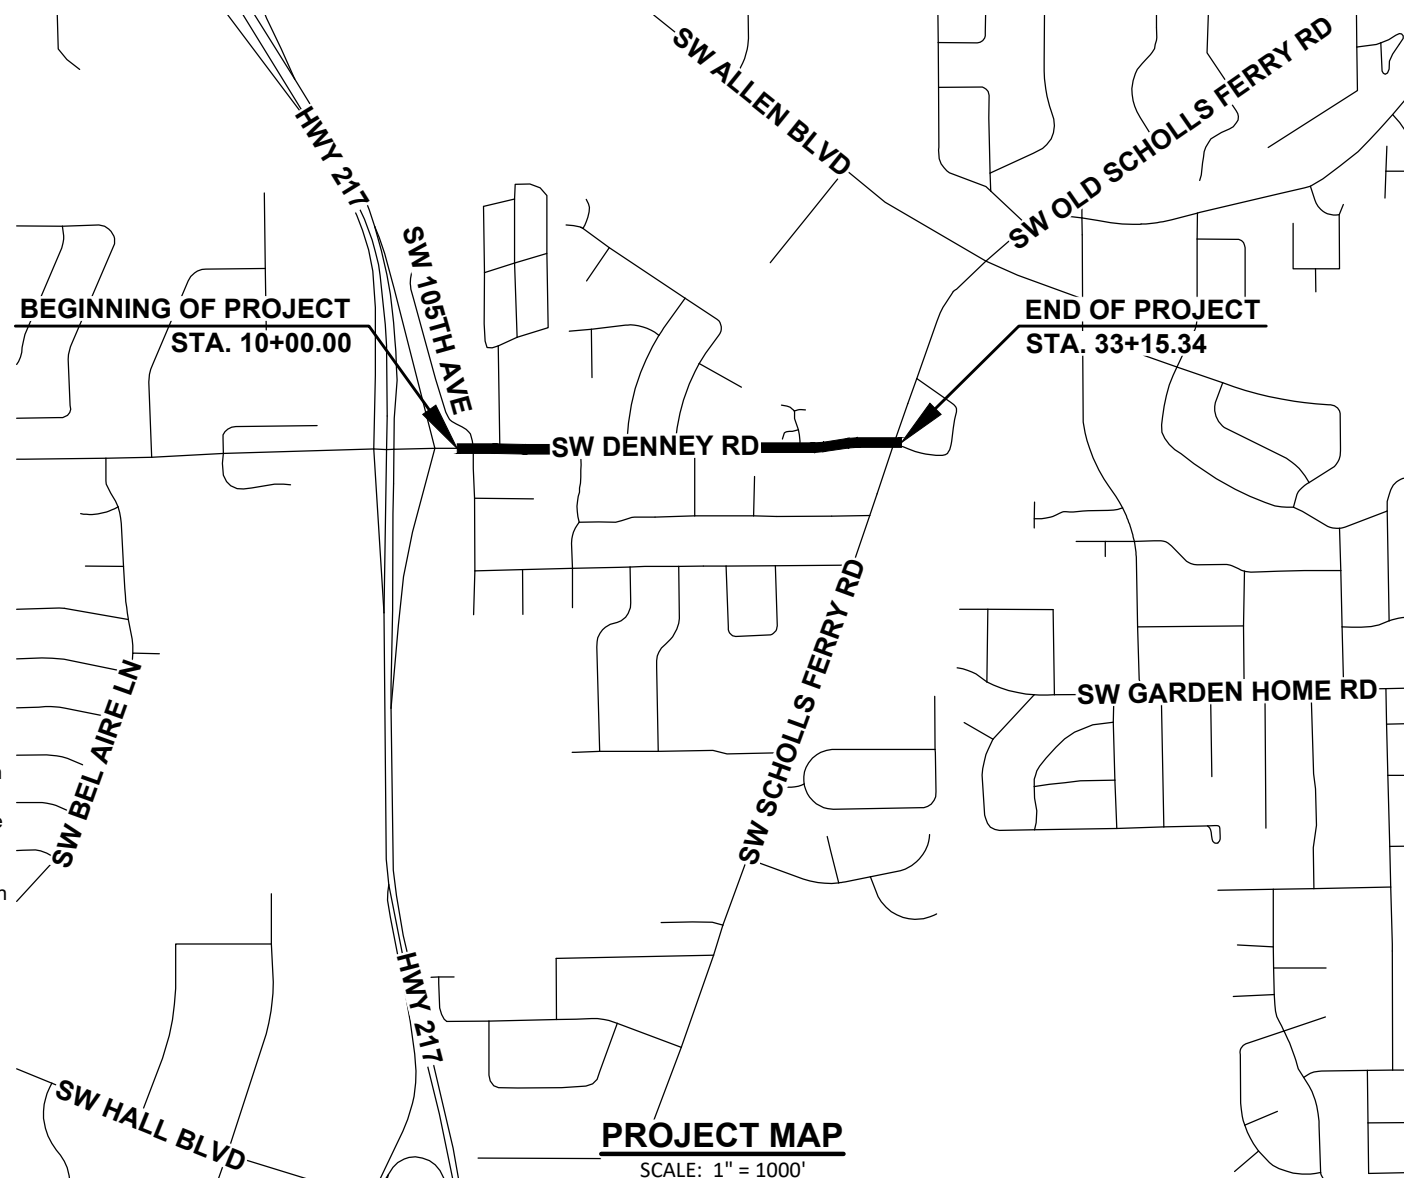 SW ALLEN BLVD
SW OLD SCHOLLS FERRY RD
HWY 217
SW 105TH AVE
BEGINNING OF PROJECT
STA. 10+00.00
END OF PROJECT
STA. 33+15.34
SW DENNEY RD
SW SCHOLLS FERRY RD
SW GARDEN HOME RD
SW BEL AIRE LN
HWY 217
SW HALL BLVD
PROJECT MAP
SCALE: 1" = 1000'